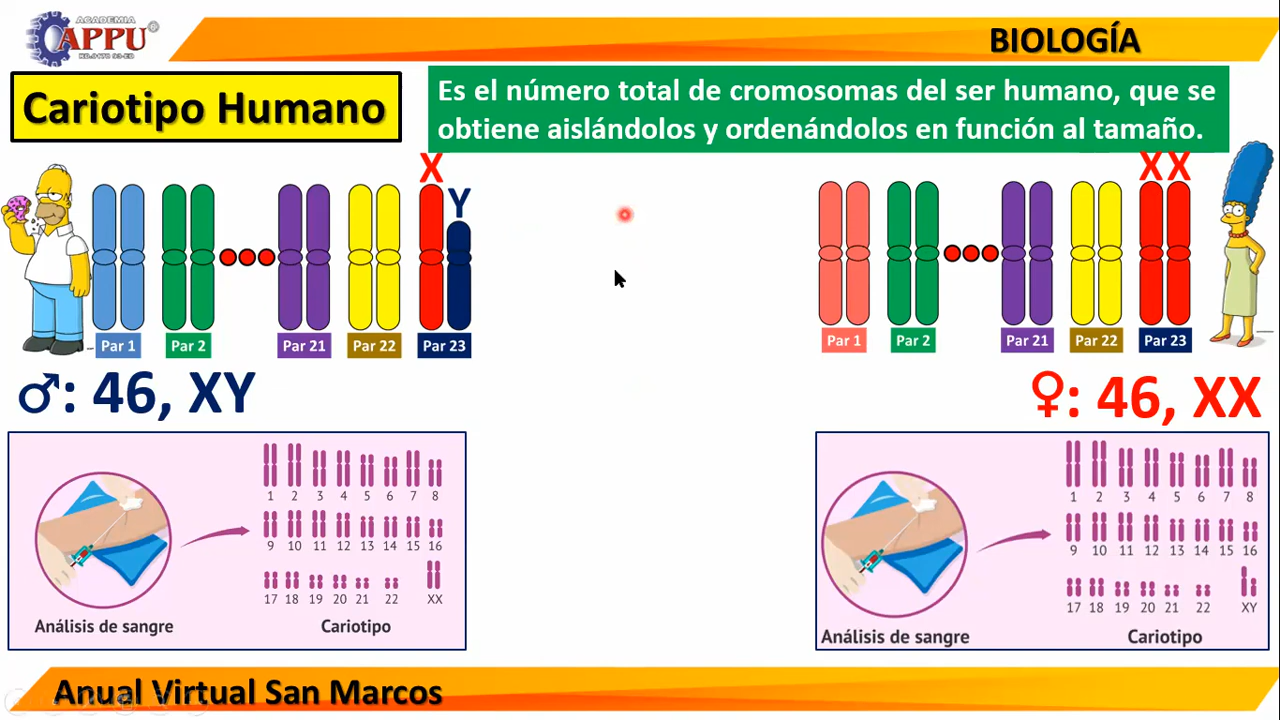 ACADEMIA
APPU
BIOLOGÍA
Cariotipo Humano
Es el número total de cromosomas del ser humano, que se
obtiene aislándolos y ordenándolos en función al tamaño.
X
Y
Par 1 Par 2 Par 21 Par 22 Par 23
♂: 46, XY
XX
Par 1 Par 2 Par 21 Par 22 Par 23
♀: 46, XX
1 2 3 4 5 6 7 8
9 10 11 12 13 14 15 16
17 18 19 20 21 22 XX
Análisis de sangre Cariotipo
1 2 3 4 5 6 7 8
9 10 11 12 13 14 15 16
17 18 19 20 21 22 XY
Análisis de sangre Cariotipo
Anual Virtual San Marcos